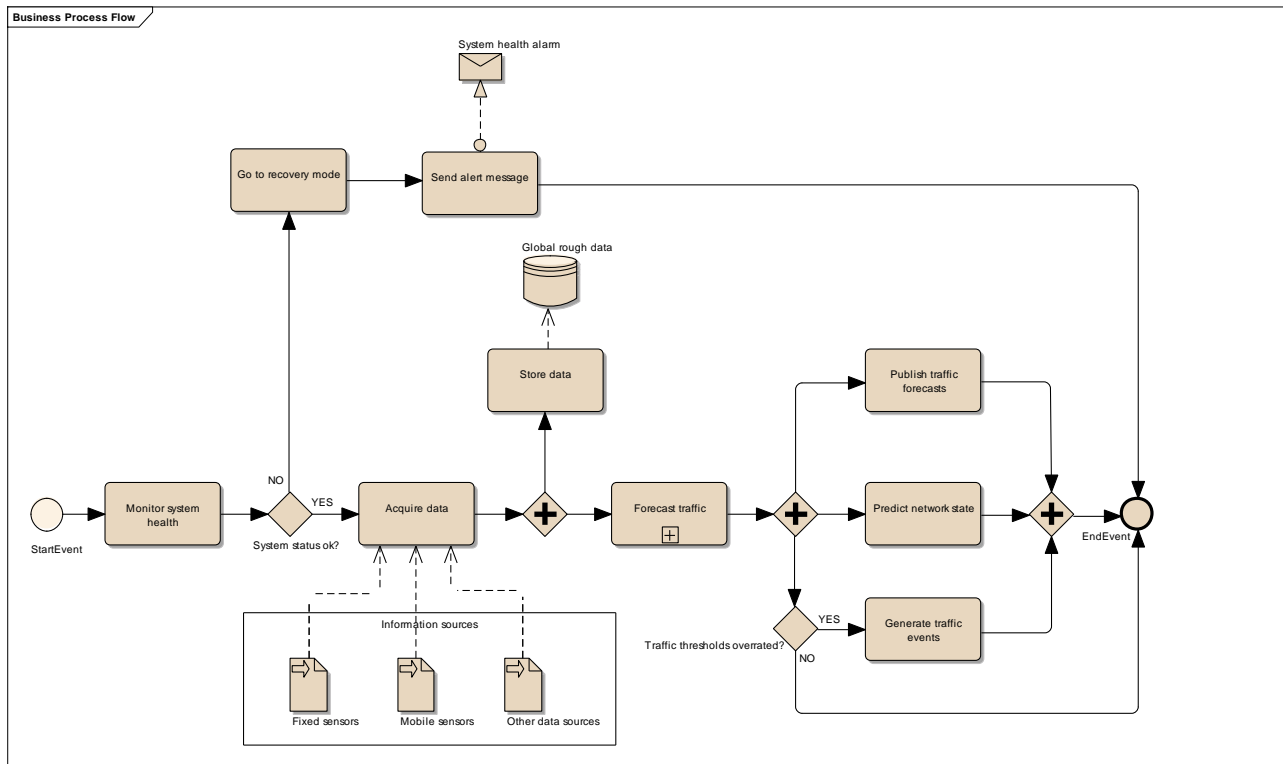 Business Process Flow
System health alarm
Go to recovery mode
Send alert message
Global rough data
Store data
Publish traffic
forecasts
NO
YES
Monitor system
health
Acquire data
Forecast traffic
Predict network state
StartEvent
System status ok?
EndEvent
Information sources
YES
Generate traffic
events
Traffic thresholds overrated?
NO
Fixed sensors
Mobile sensors
Other data sources